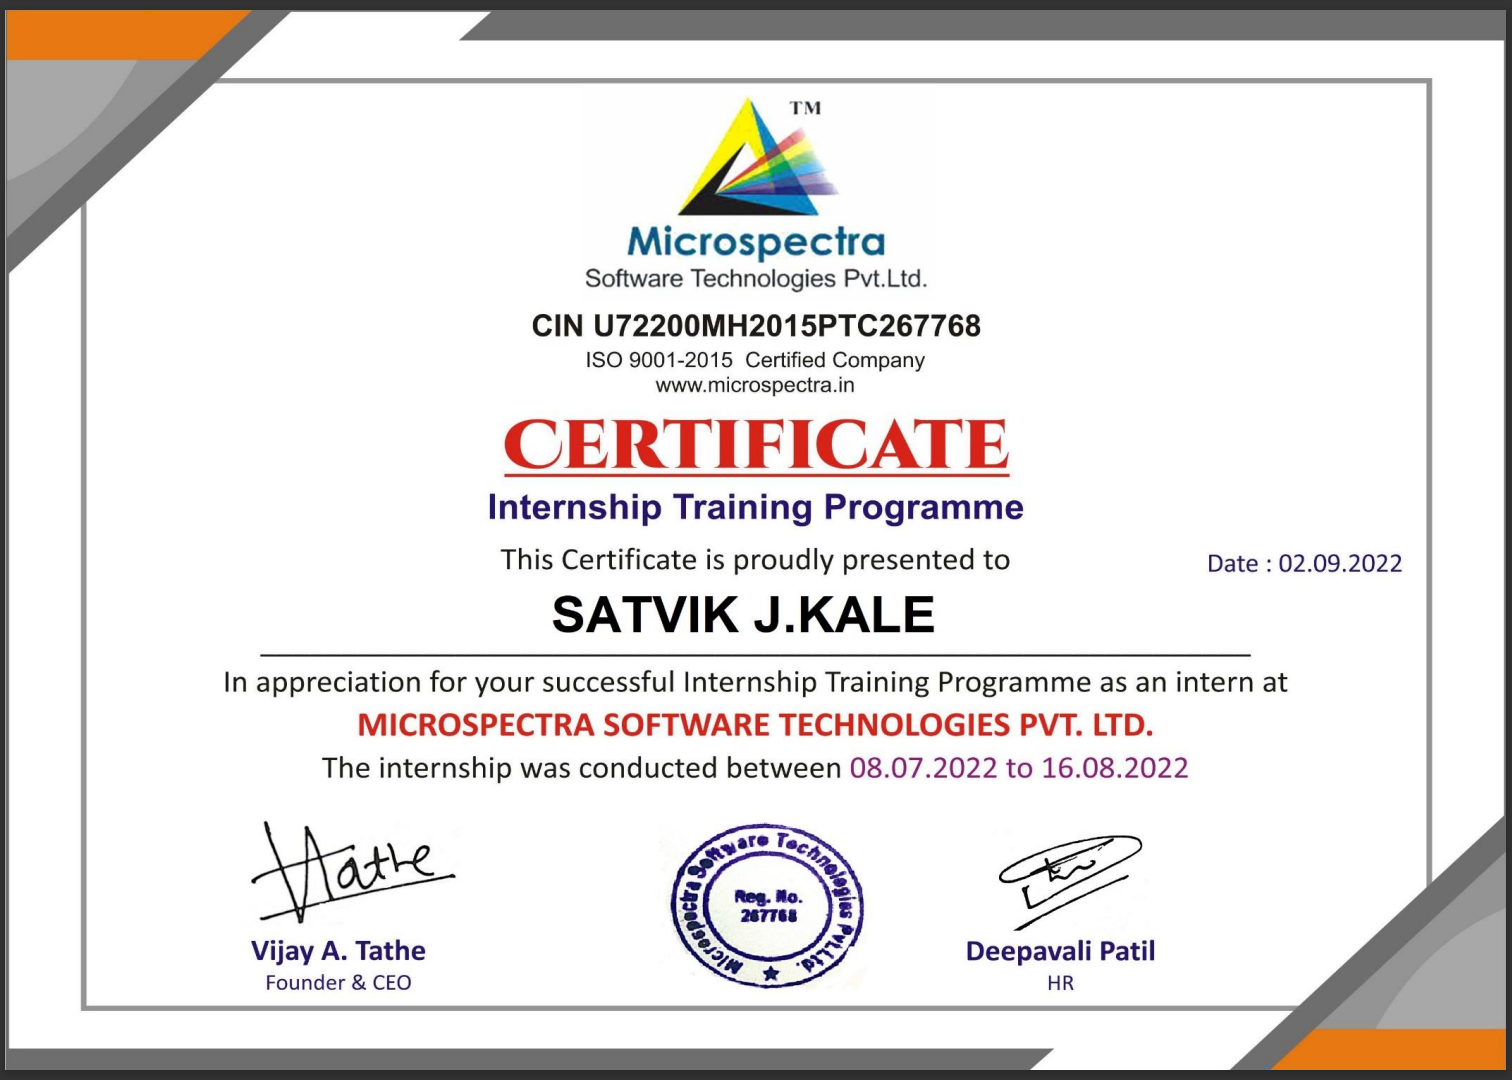 TM
Microspectra
Software Technologies Pvt.Ltd.
CIN U72200MH2015PTC267768
ISO 9001-2015 Certified Company
www.microspectra.in
CERTIFICATE
Internship Training Programme
This Certificate is proudly presented to
Date : 02.09.2022
SATVIK J.KALE
In appreciation for your successful Internship Training Programme as an intern at
MICROSPECTRA SOFTWARE TECHNOLOGIES PVT. LTD.
The internship was conducted between 08.07.2022 to 16.08.2022
VTathe
Microspectra Software Technologies Pvt.Ltd.
Reg. No.
267768
Vijay A. Tathe
Founder & CEO
Deepavali Patil
HR